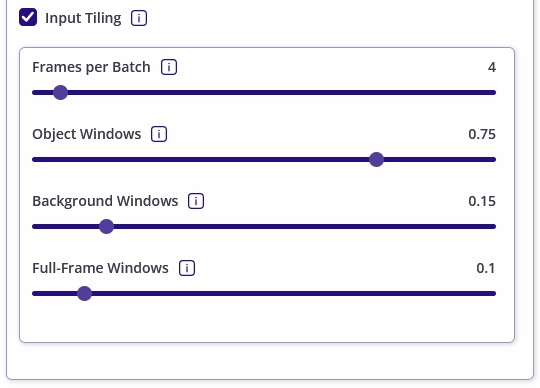 Input Tiling i
Frames per Batch i 4
Object Windows i 0.75
Background Windows i 0.15
Full-Frame Windows i 0.1